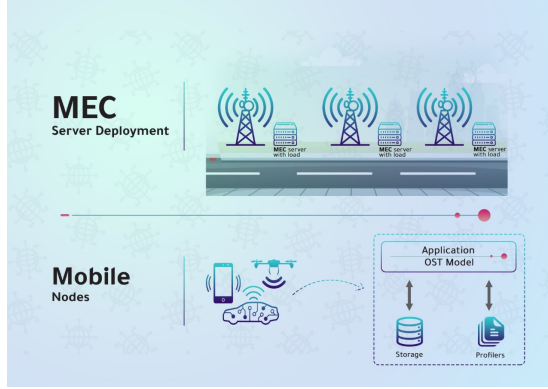 MEC
Server Deployment
MEC server
with load
MEC server
with load
MEC server
with load
Mobile
Nodes
Application
OST Model
Storage
Profilers